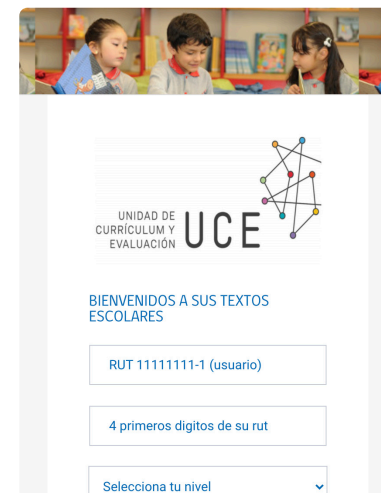 UNIDAD DE
CURRÍCULUM Y
EVALUACIÓN
UCE
BIENVENIDOS A SUS TEXTOS
ESCOLARES
RUT 11111111-1 (usuario)
4 primeros digitos de su rut
Selecciona tu nivel